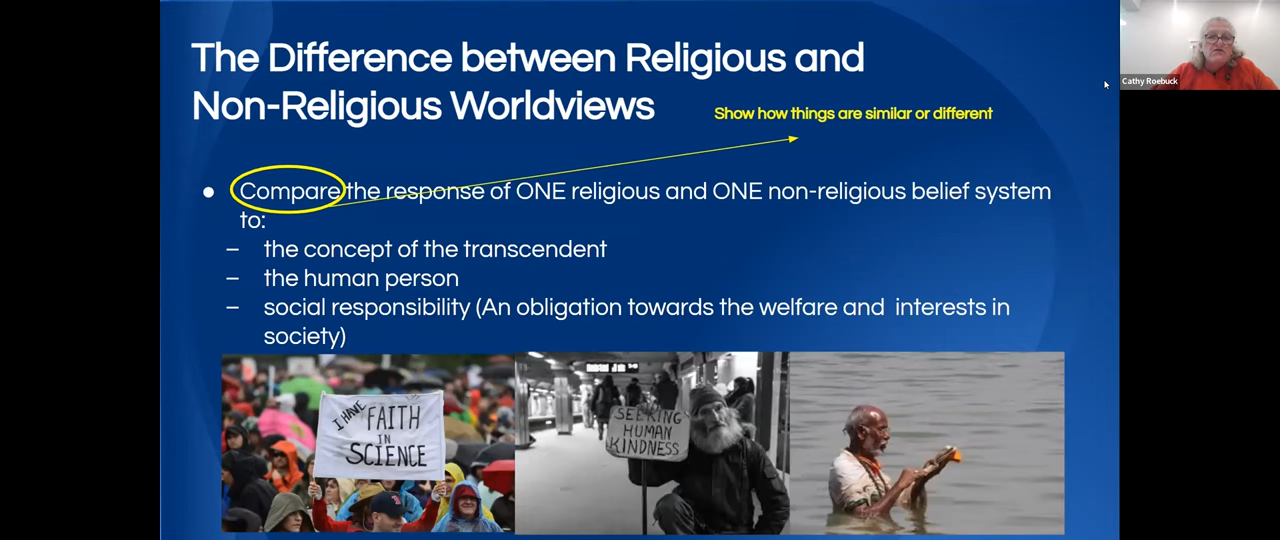 The Difference between Religious and
Non-Religious Worldviews
Show how things are similar or different
● Compare the response of ONE religious and ONE non-religious belief system
to:
– the concept of the transcendent
– the human person
– social responsibility (An obligation towards the welfare and interests in
society)
I HAVE FAITH
IN
SCIENCE
SEEKING
HUMAN
KINDNESS
Cathy Roebuck